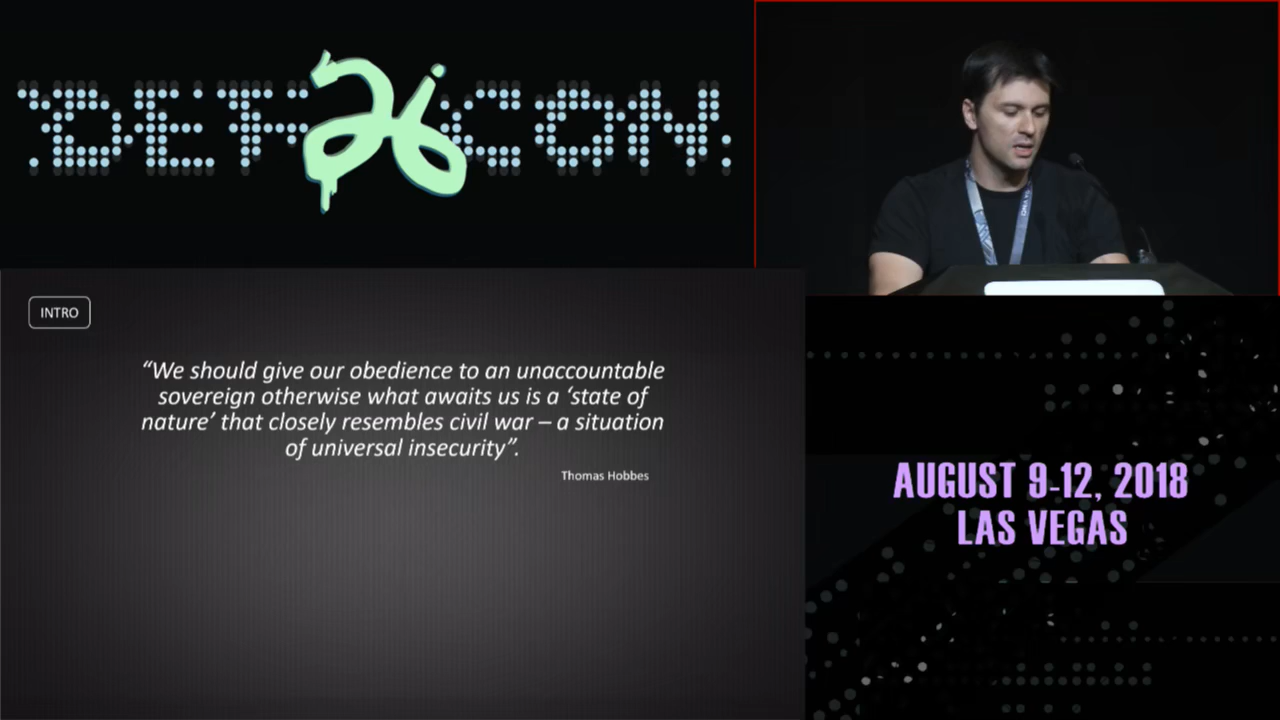 DEF 26 CON
INTRO
“We should give our obedience to an unaccountable
sovereign otherwise what awaits us is a ‘state of
nature’ that closely resembles civil war – a situation
of universal insecurity”.
Thomas Hobbes
AUGUST 9-12, 2018
LAS VEGAS